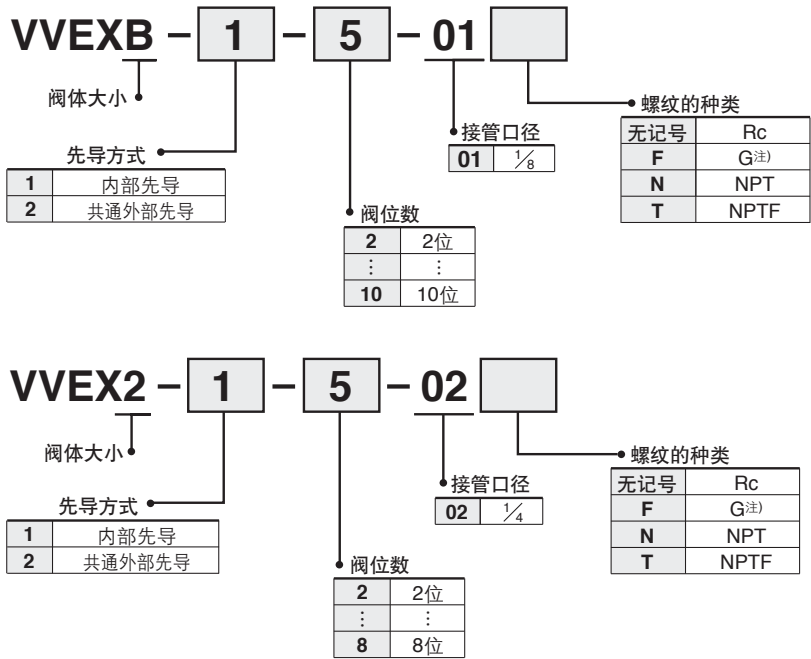 VVEXB - 1 - 5 - 01
阀体大小
先导方式
1 内部先导
2 共通外部先导
阀位数
2 2位
⋮ ⋮
10 10位
接管口径
01 1/8
螺纹的种类
无记号 Rc
F G注)
N NPT
T NPTF
VVEX2 - 1 - 5 - 02
阀体大小
先导方式
1 内部先导
2 共通外部先导
阀位数
2 2位
⋮ ⋮
8 8位
接管口径
02 1/4
螺纹的种类
无记号 Rc
F G注)
N NPT
T NPTF